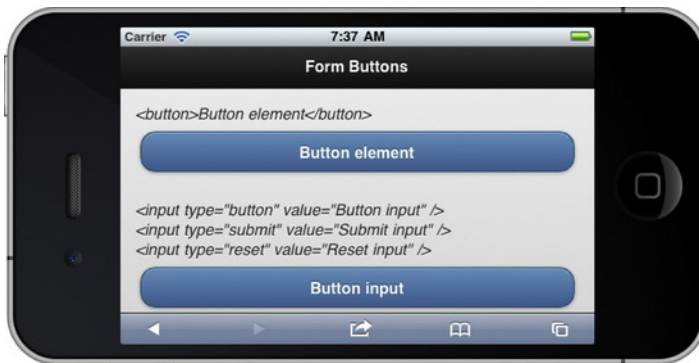 Carrier 7:37 AM
Form Buttons
<button>Button element</button>
Button element
<input type="button" value="Button input" />
<input type="submit" value="Submit input" />
<input type="reset" value="Reset input" />
Button input